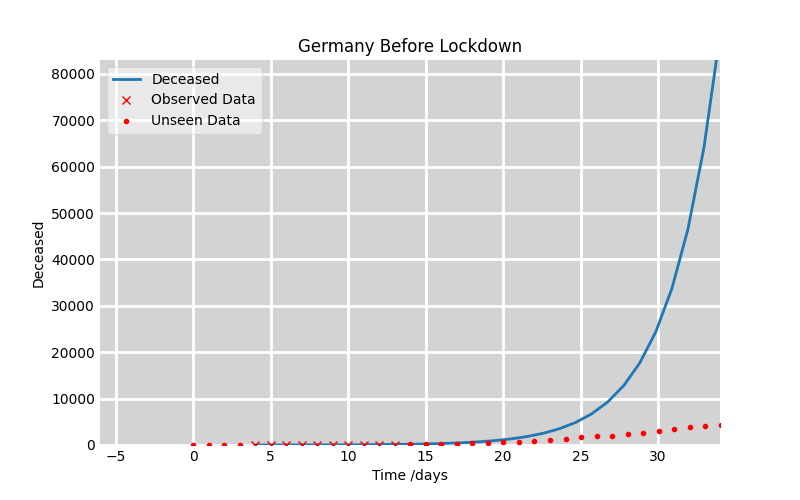 Germany Before Lockdown
Deceased
Observed Data
Unseen Data
80000
70000
60000
50000
40000
30000
20000
10000
0
Deceased
−5 0 5 10 15 20 25 30
Time /days